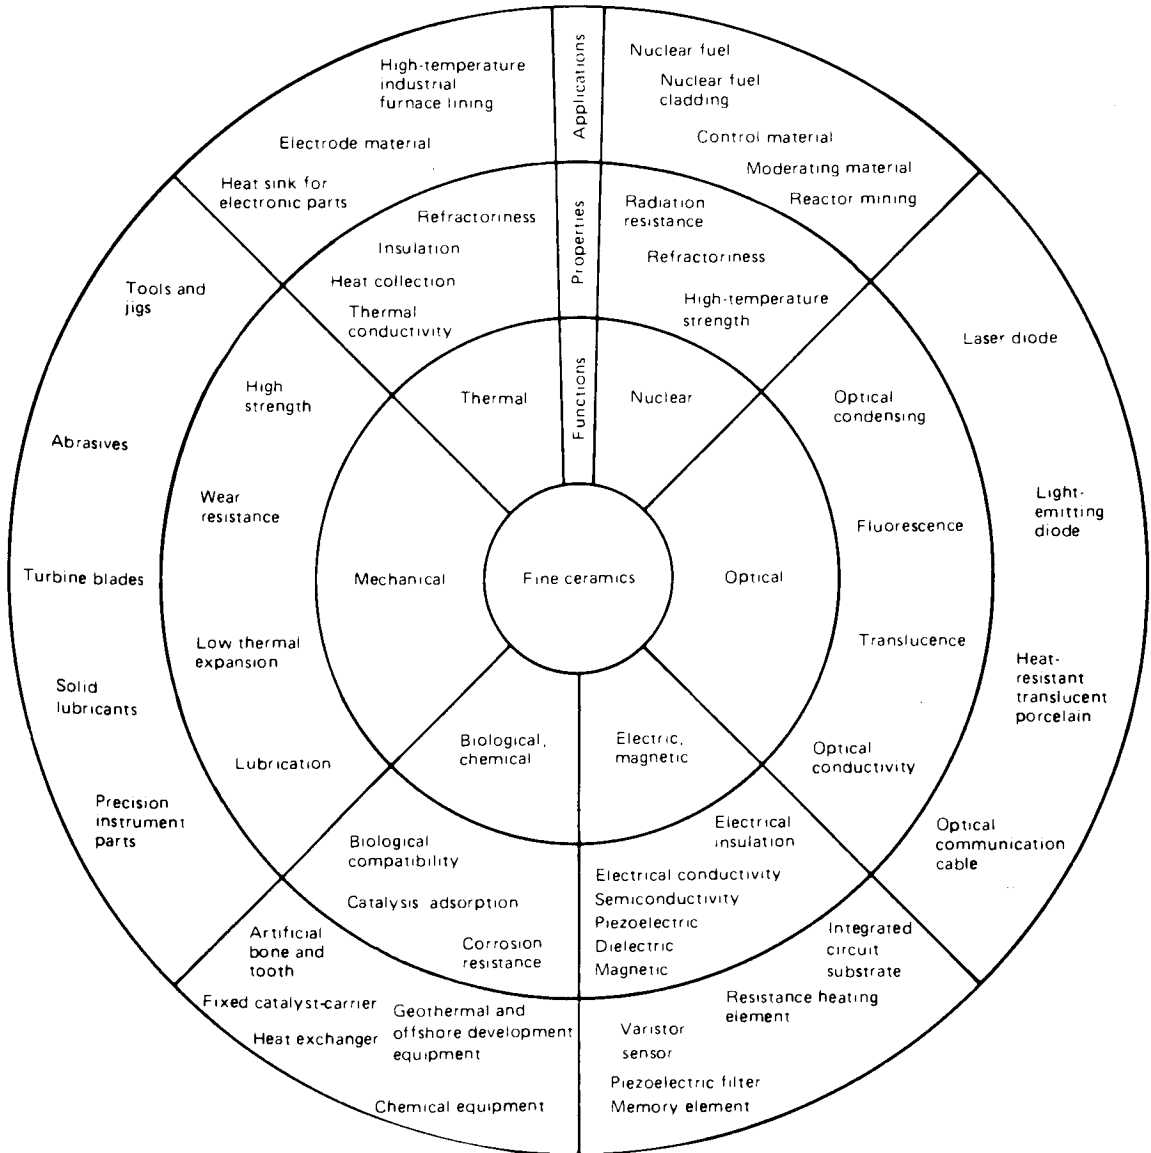 Applications
Properties
Functions
Fine ceramics
Thermal
Nuclear
Optical
Electric,
magnetic
Biological,
chemical
Mechanical
High-temperature
industrial
furnace lining
Electrode material
Heat sink for
electronic parts
Refractoriness
Insulation
Heat collection
Thermal
conductivity
Nuclear fuel
Nuclear fuel
cladding
Control material
Moderating material
Reactor mining
Radiation
resistance
Refractoriness
High-temperature
strength
Laser diode
Light-
emitting
diode
Heat-
resistant
translucent
porcelain
Optical
communication
cable
Optical
condensing
Fluorescence
Translucence
Optical
conductivity
Electrical
insulation
Electrical conductivity
Semiconductivity
Piezoelectric
Dielectric
Magnetic
Integrated
circuit
substrate
Resistance heating
element
Varistor
sensor
Piezoelectric filter
Memory element
Biological
compatibility
Catalysis adsorption
Corrosion
resistance
Artificial
bone and
tooth
Fixed catalyst-carrier
Heat exchanger
Geothermal and
offshore development
equipment
Chemical equipment
High
strength
Wear
resistance
Low thermal
expansion
Lubrication
Tools and
jigs
Abrasives
Turbine blades
Solid
lubricants
Precision
instrument
parts